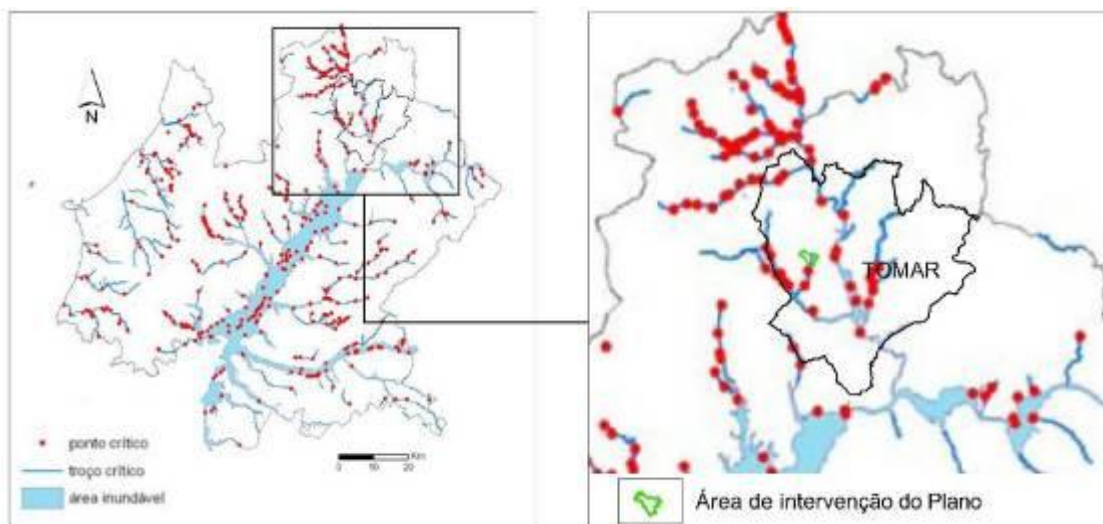 N
ponto crítico
troço crítico
área inundável
Km
0 10 20
TOMAR
Área de intervenção do Plano